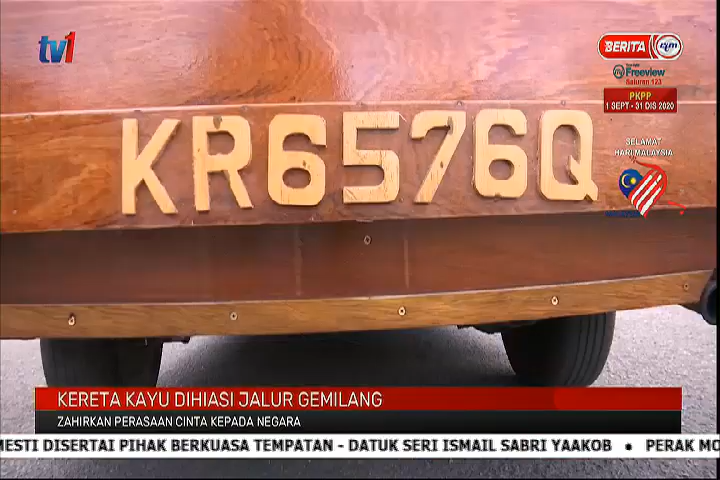 tv1
BERITA rtm
Freeview
Saluran 123
PKPP
1 SEPT - 31 DIS 2020
KR6576Q
SELAMAT
HARI MALAYSIA
KERETA KAYU DIHIASI JALUR GEMILANG
ZAHIRKAN PERASAAN CINTA KEPADA NEGARA
MESTI DISERTAI PIHAK BERKUASA TEMPATAN - DATUK SERI ISMAIL SABRI YAAKOB • PERAK MO